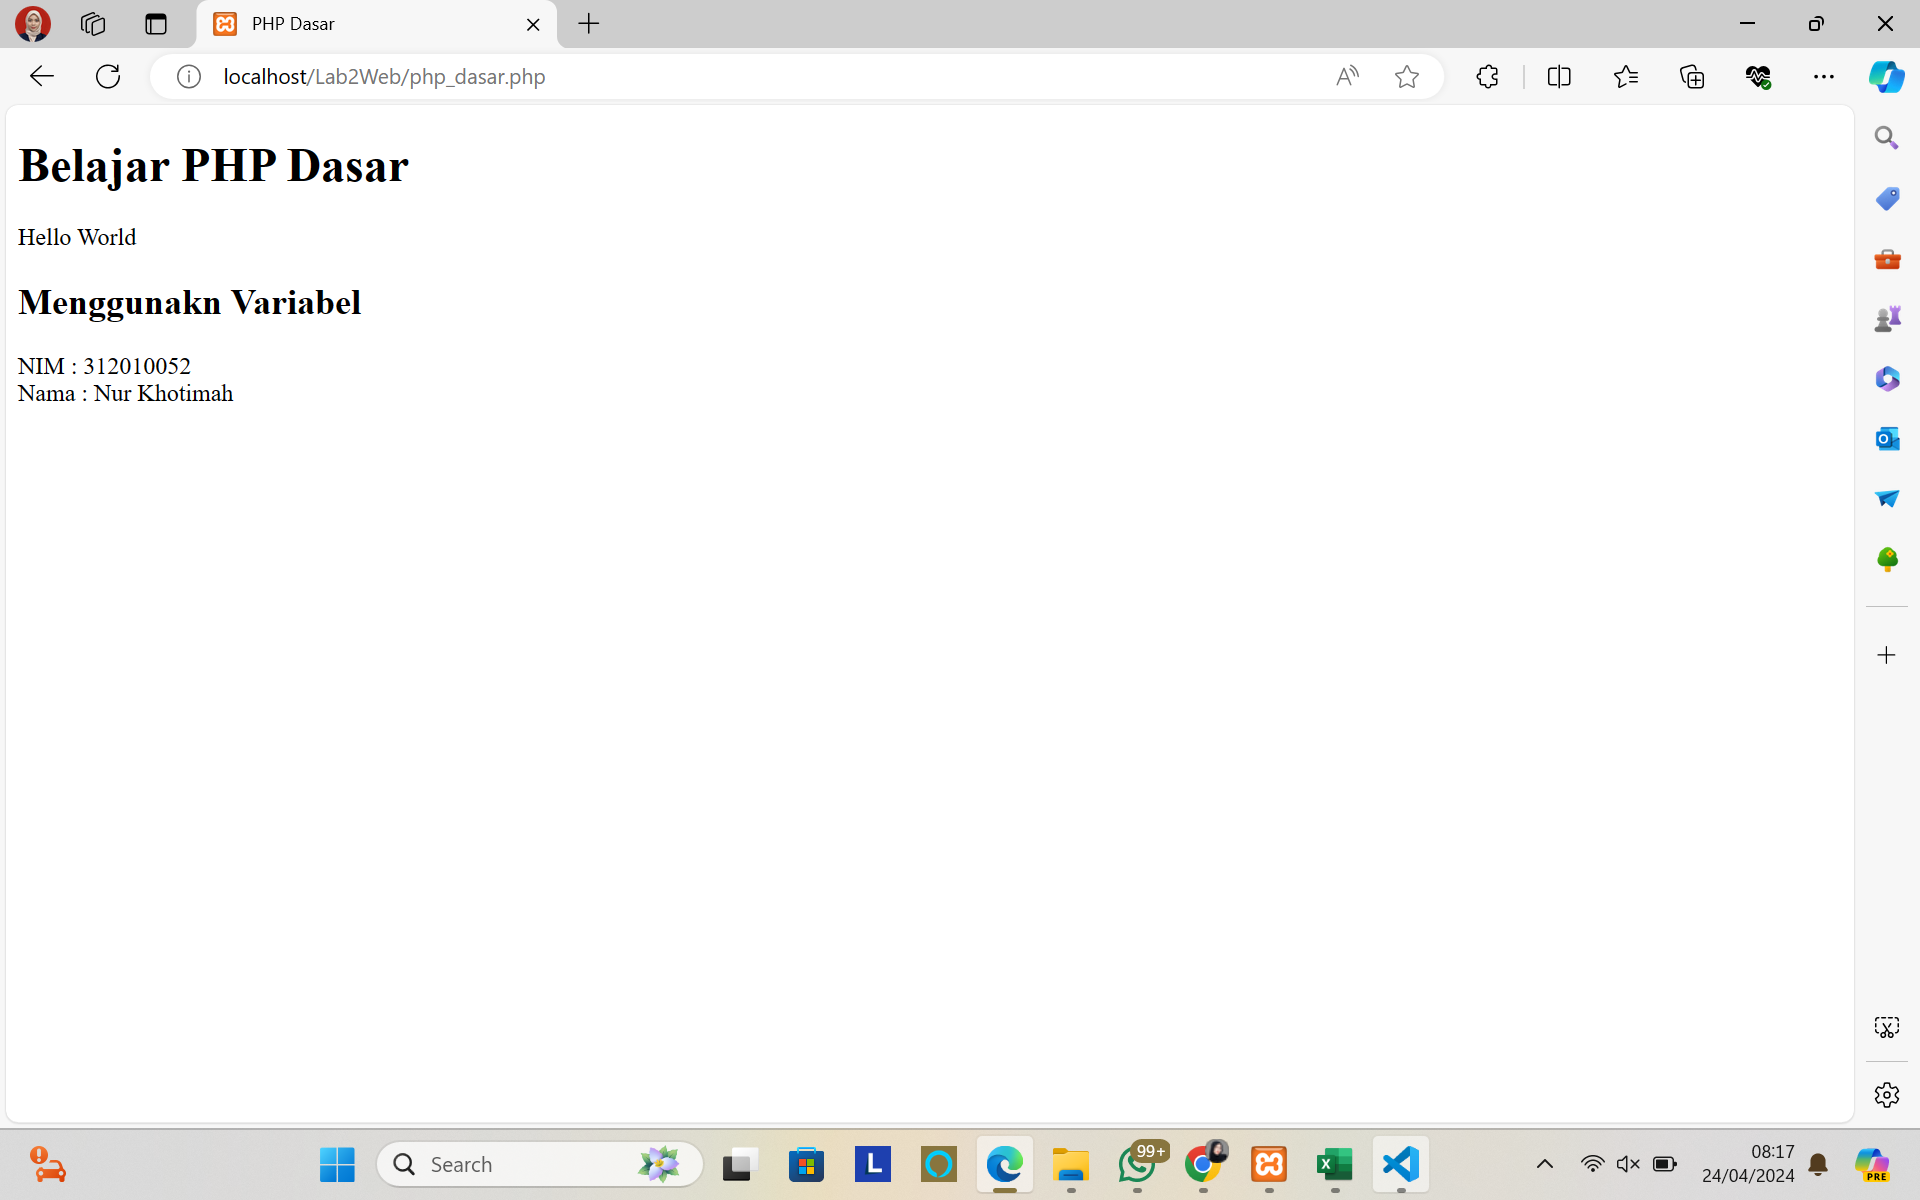 PHP Dasar
localhost/Lab2Web/php_dasar.php
Belajar PHP Dasar
Hello World
Menggunakn Variabel
NIM : 312010052
Nama : Nur Khotimah
Search
L
99+
08:17
24/04/2024
PRE